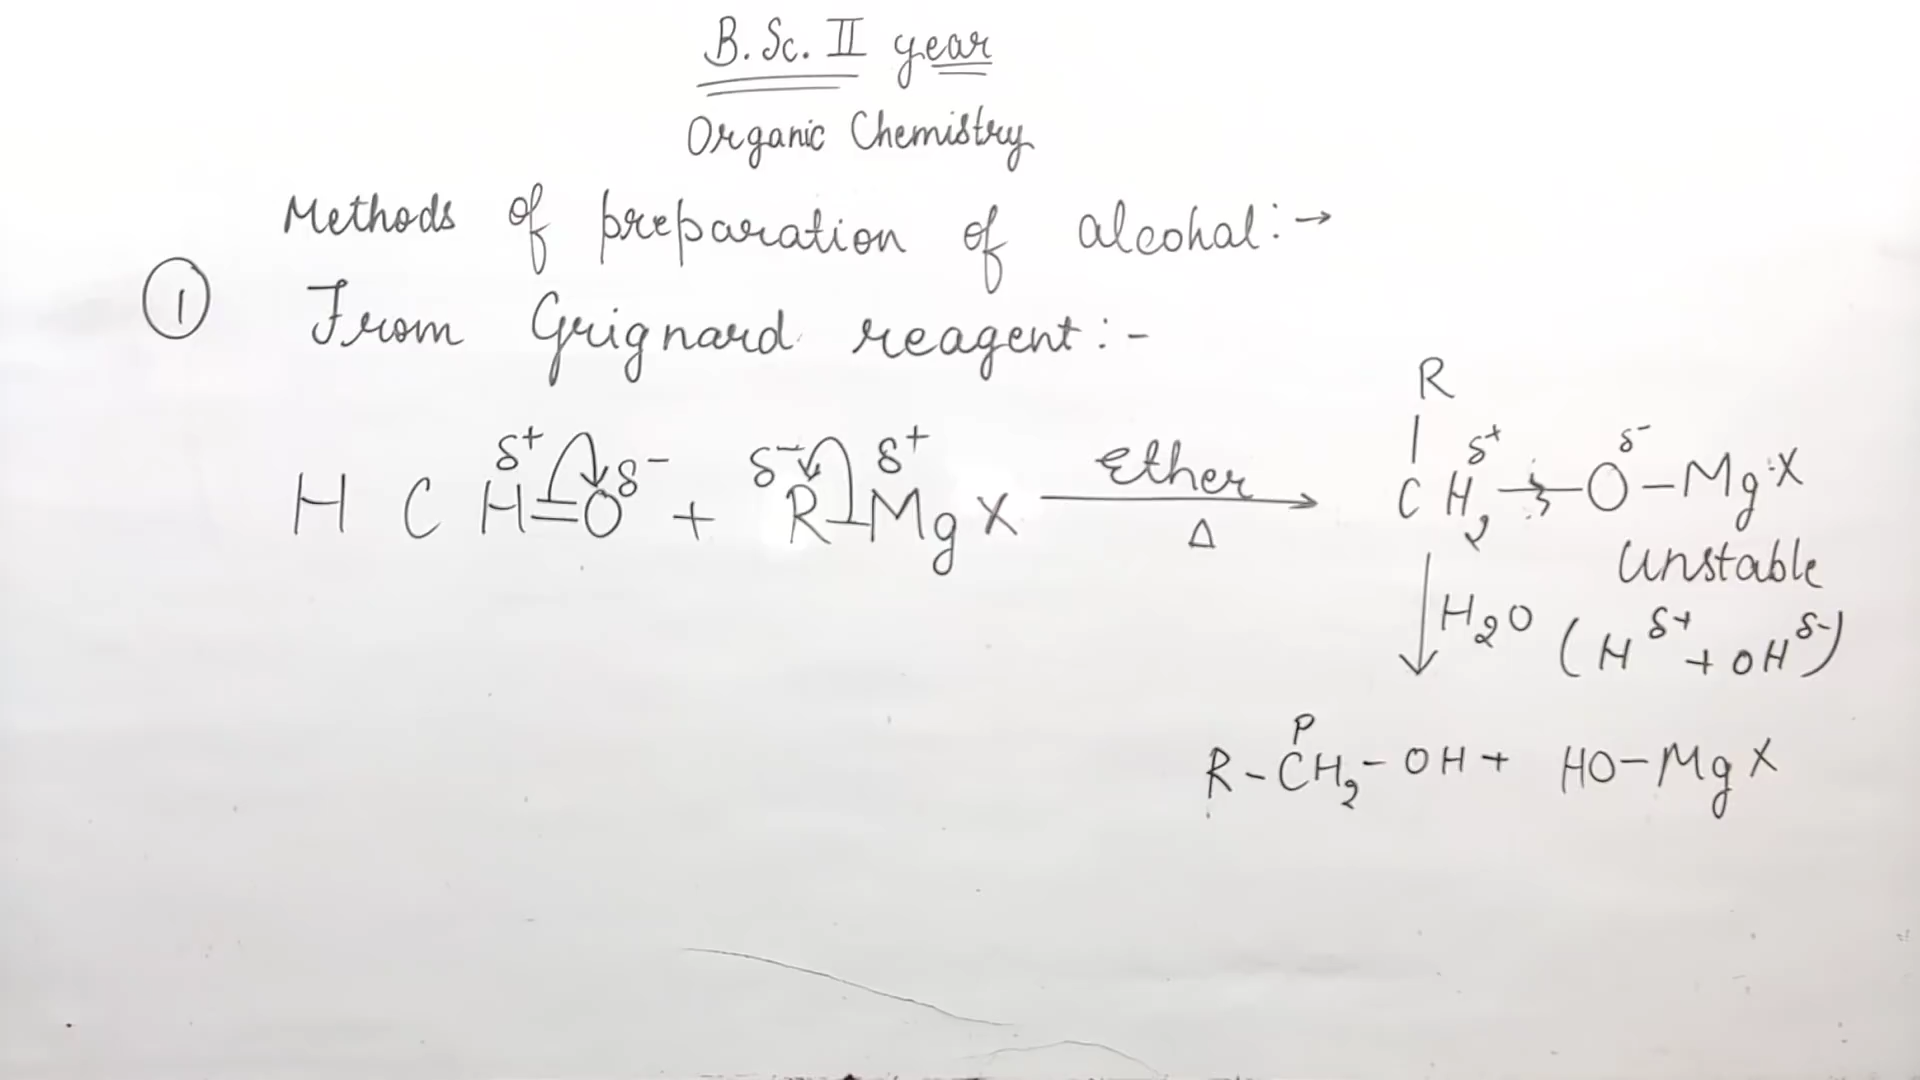 B.Sc. II year
Organic Chemistry
Methods of preparation of alcohal:→
① From Grignard reagent:-
H C H=O + R-MgX
δ+ δ- δ- δ+
Ether
Δ
R
|
CH₂-O-Mg·X
δ+ δ-
Unstable
↓ H₂O (H^δ+ + OH^δ-)
P
R-CH₂-OH + HO-MgX